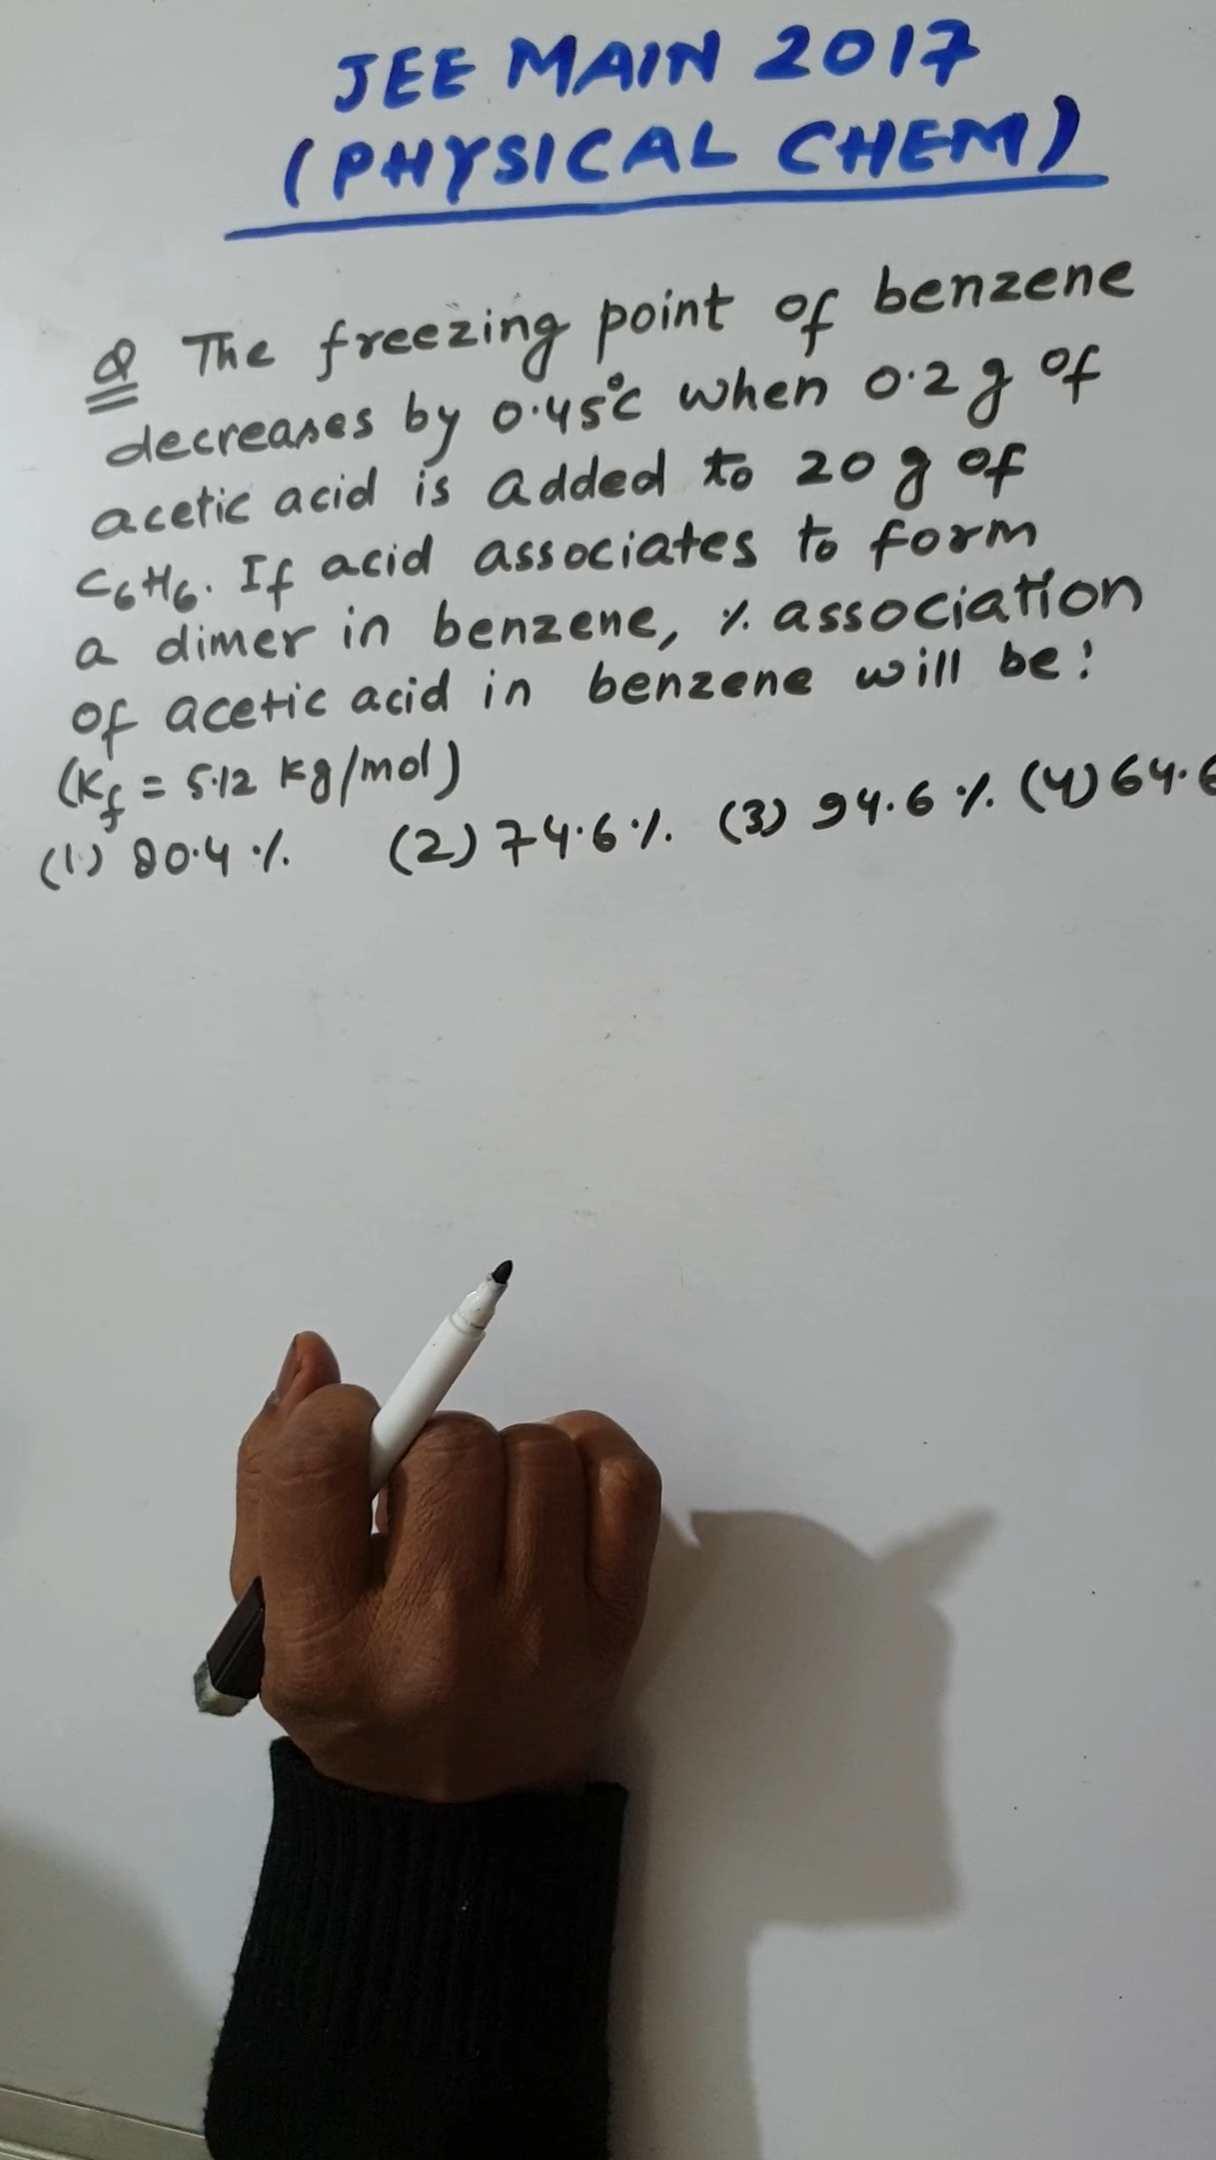 JEE MAIN 2017
(PHYSICAL CHEM)
Q The freezing point of benzene
decreases by 0.45°C when 0.2 g of
acetic acid is added to 20 g of
C6H6. If acid associates to form
a dimer in benzene, % association
of acetic acid in benzene will be:
(Kf = 5.12 Kg/mol)
(1) 80.4 % (2) 74.6 % (3) 94.6 % (4) 64.6